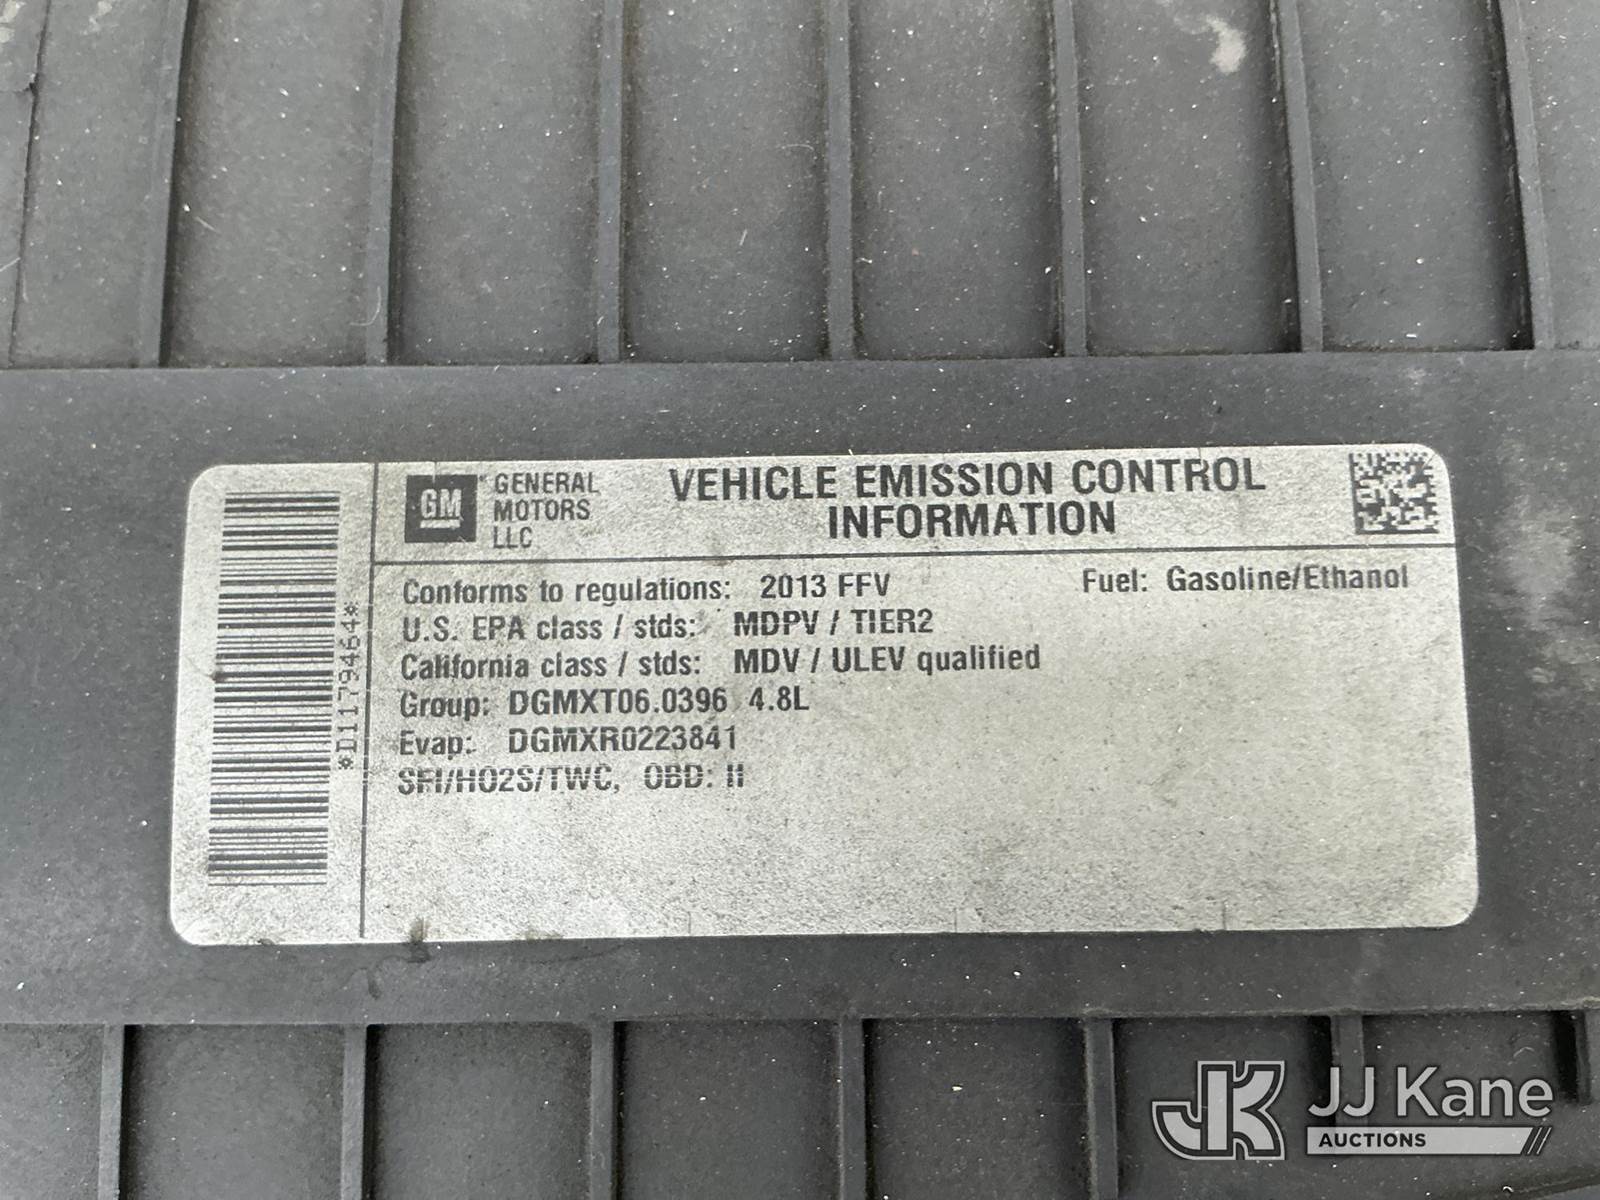 GM
GENERAL
MOTORS
LLC
VEHICLE EMISSION CONTROL
INFORMATION
Conforms to regulations: 2013 FFV
Fuel: Gasoline/Ethanol
U.S. EPA class / stds: MDPV / TIER2
California class / stds: MDV / ULEV qualified
Group: DGMXT06.0396 4.8L
Evap: DGMXR0223841
SFI/HO2S/TWC, OBD: II
*D1179464*
JK
JJ Kane
AUCTIONS